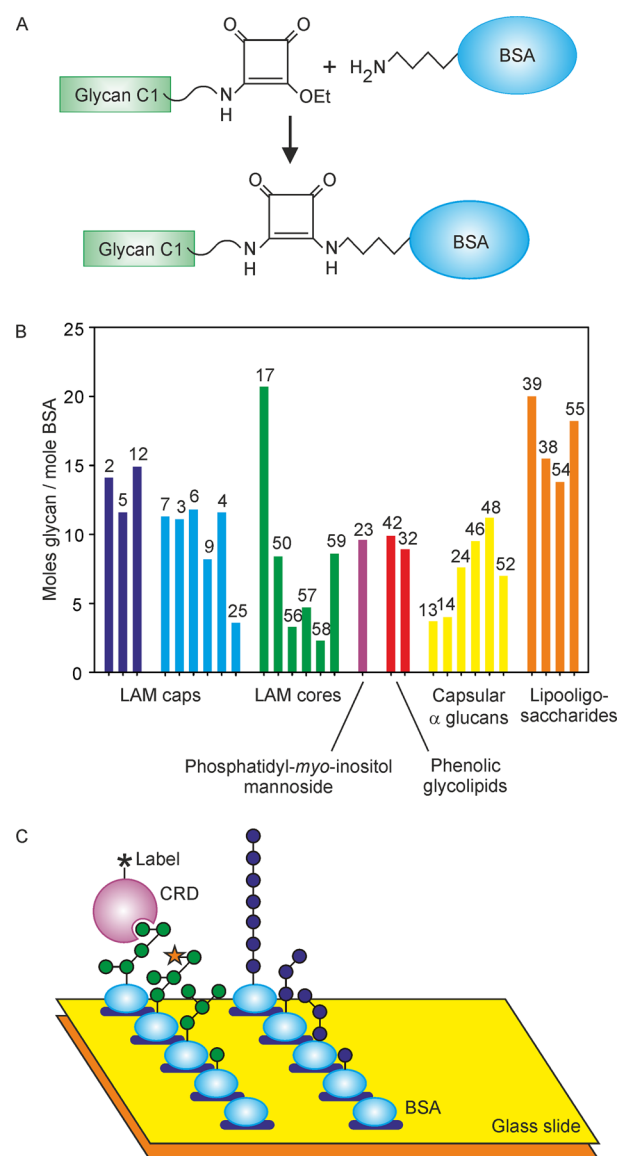 A
O O
Glycan C1
N
H
OEt
+
H2N
BSA
O O
Glycan C1
N
H
N
H
BSA
B
Moles glycan / mole BSA
25
20
15
10
5
0
2 5 12
7 3 6 9 4 25
17 50 56 57 58 59
23
42 32
13 14 24 46 48 52
39 38 54 55
LAM caps
LAM cores
Capsular
α glucans
Lipooligo-
saccharides
Phosphatidyl-myo-inositol
mannoside
Phenolic
glycolipids
C
* Label
CRD
BSA
Glass slide